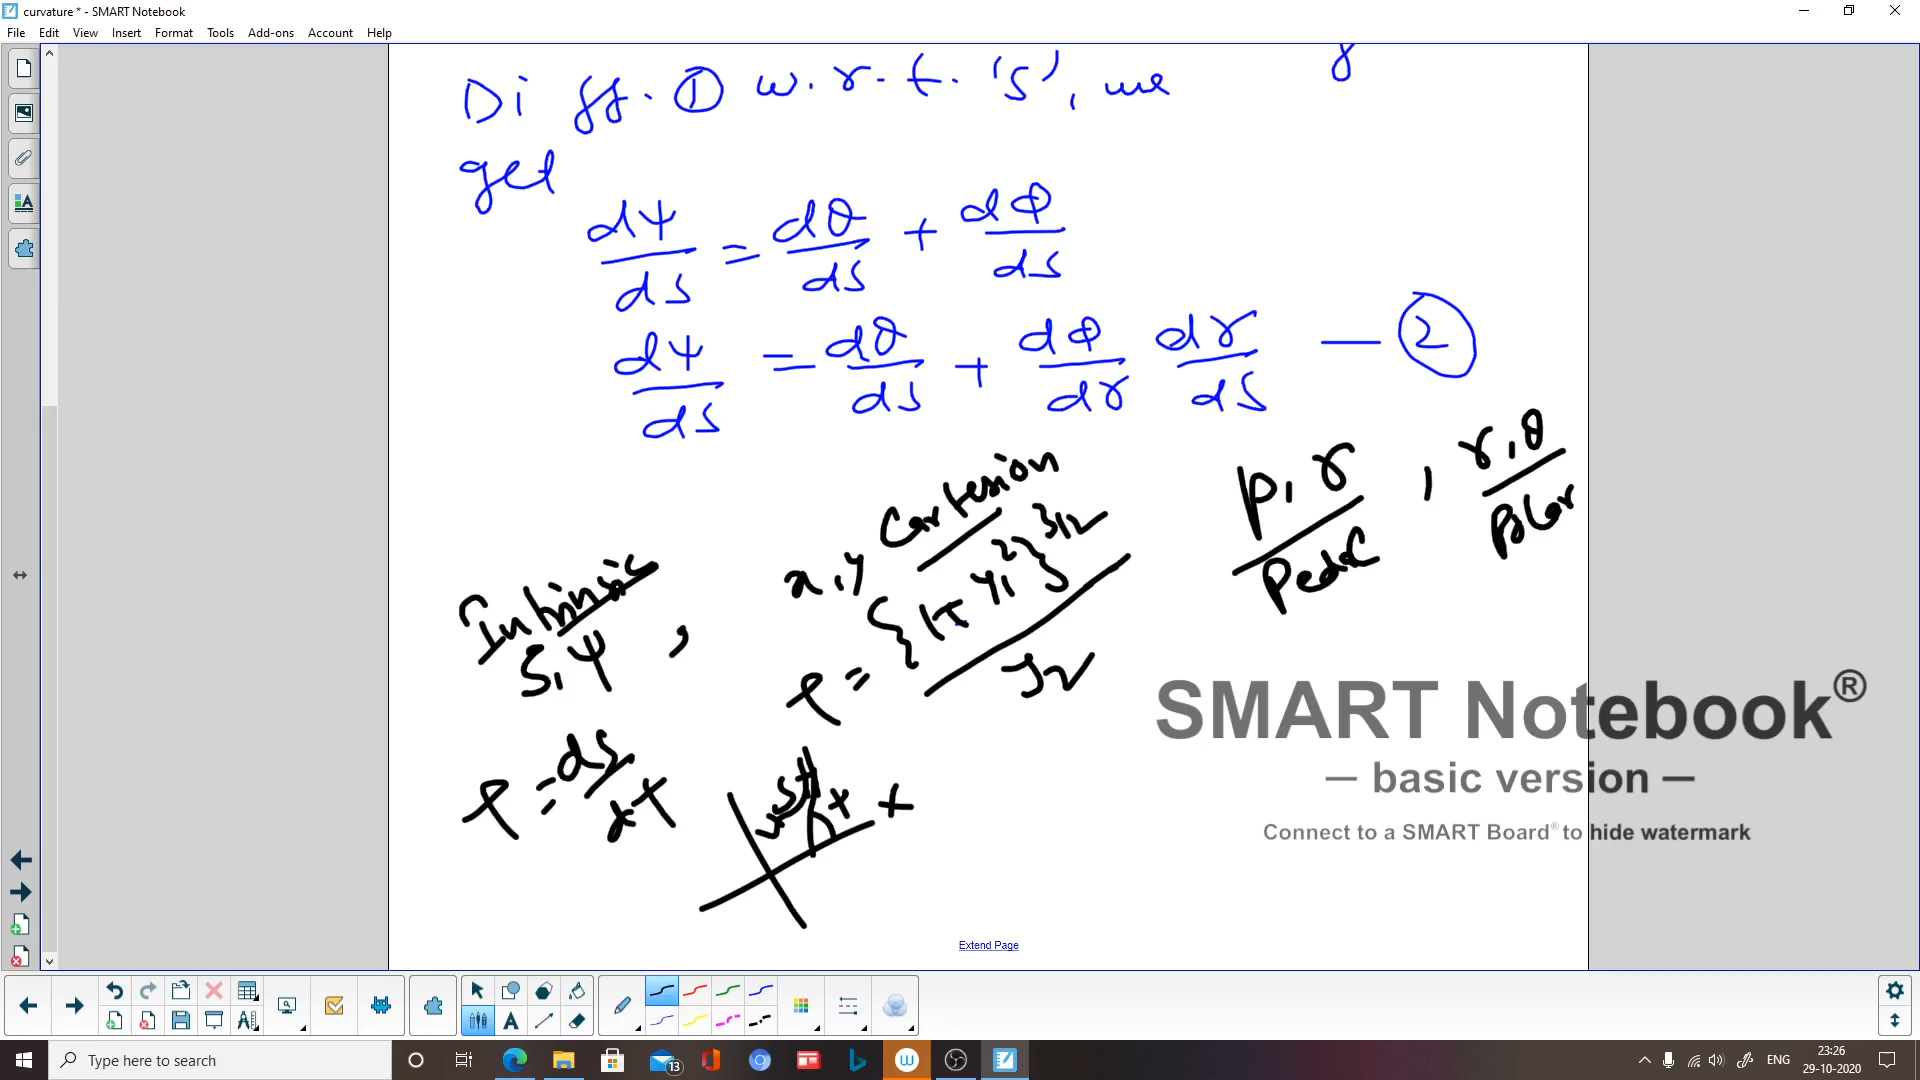 curvature * - SMART Notebook
File Edit View Insert Format Tools Add-ons Account Help
Diff. ① w.r.t. 's', we
get
dψ/ds = dθ/ds + dφ/ds
dψ/ds = dθ/ds + dφ/dr dr/ds — ②
Intrinsic
s, ψ ,
ρ = ds/dψ
Cartesion
x, y
ρ = {1+y₁²}^3/2 / y₂
p, r
Pedal
, r, θ
Polar
ψ
x
SMART Notebook®
— basic version —
Connect to a SMART Board® to hide watermark
Extend Page
Type here to search
13
ENG
23:26
29-10-2020